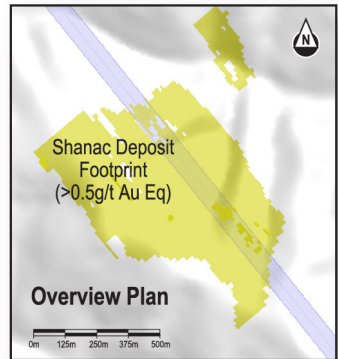 N
Shanac Deposit
Footprint
(>0.5g/t Au Eq)
Overview Plan
0m 125m 250m 375m 500m